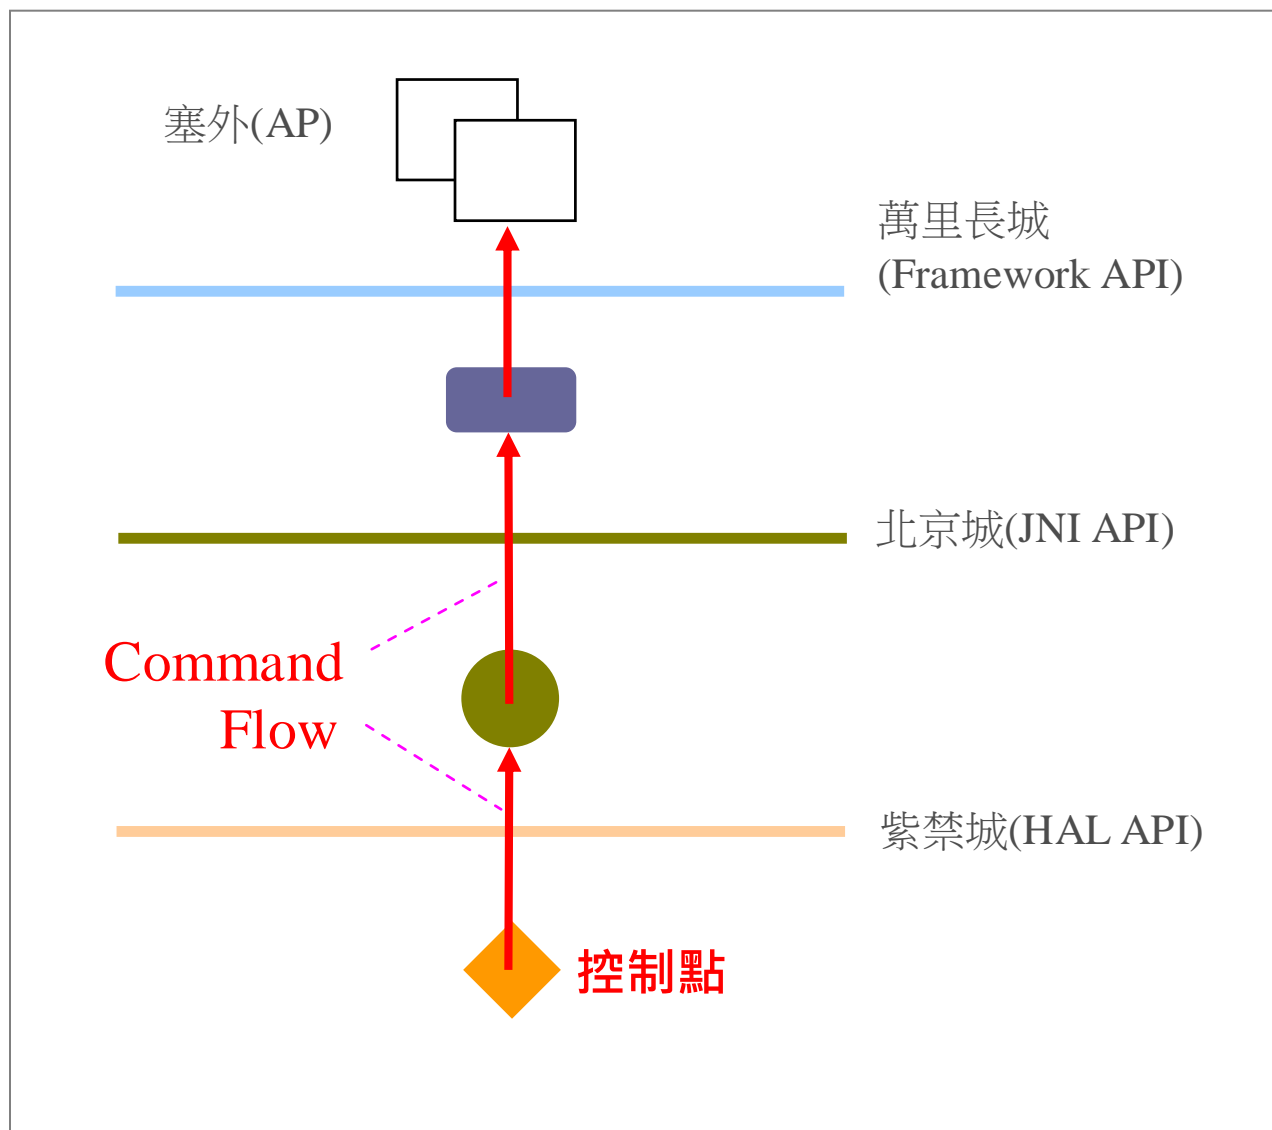 塞外(AP)
萬里長城
(Framework API)
北京城(JNI API)
Command
Flow
紫禁城(HAL API)
控制點